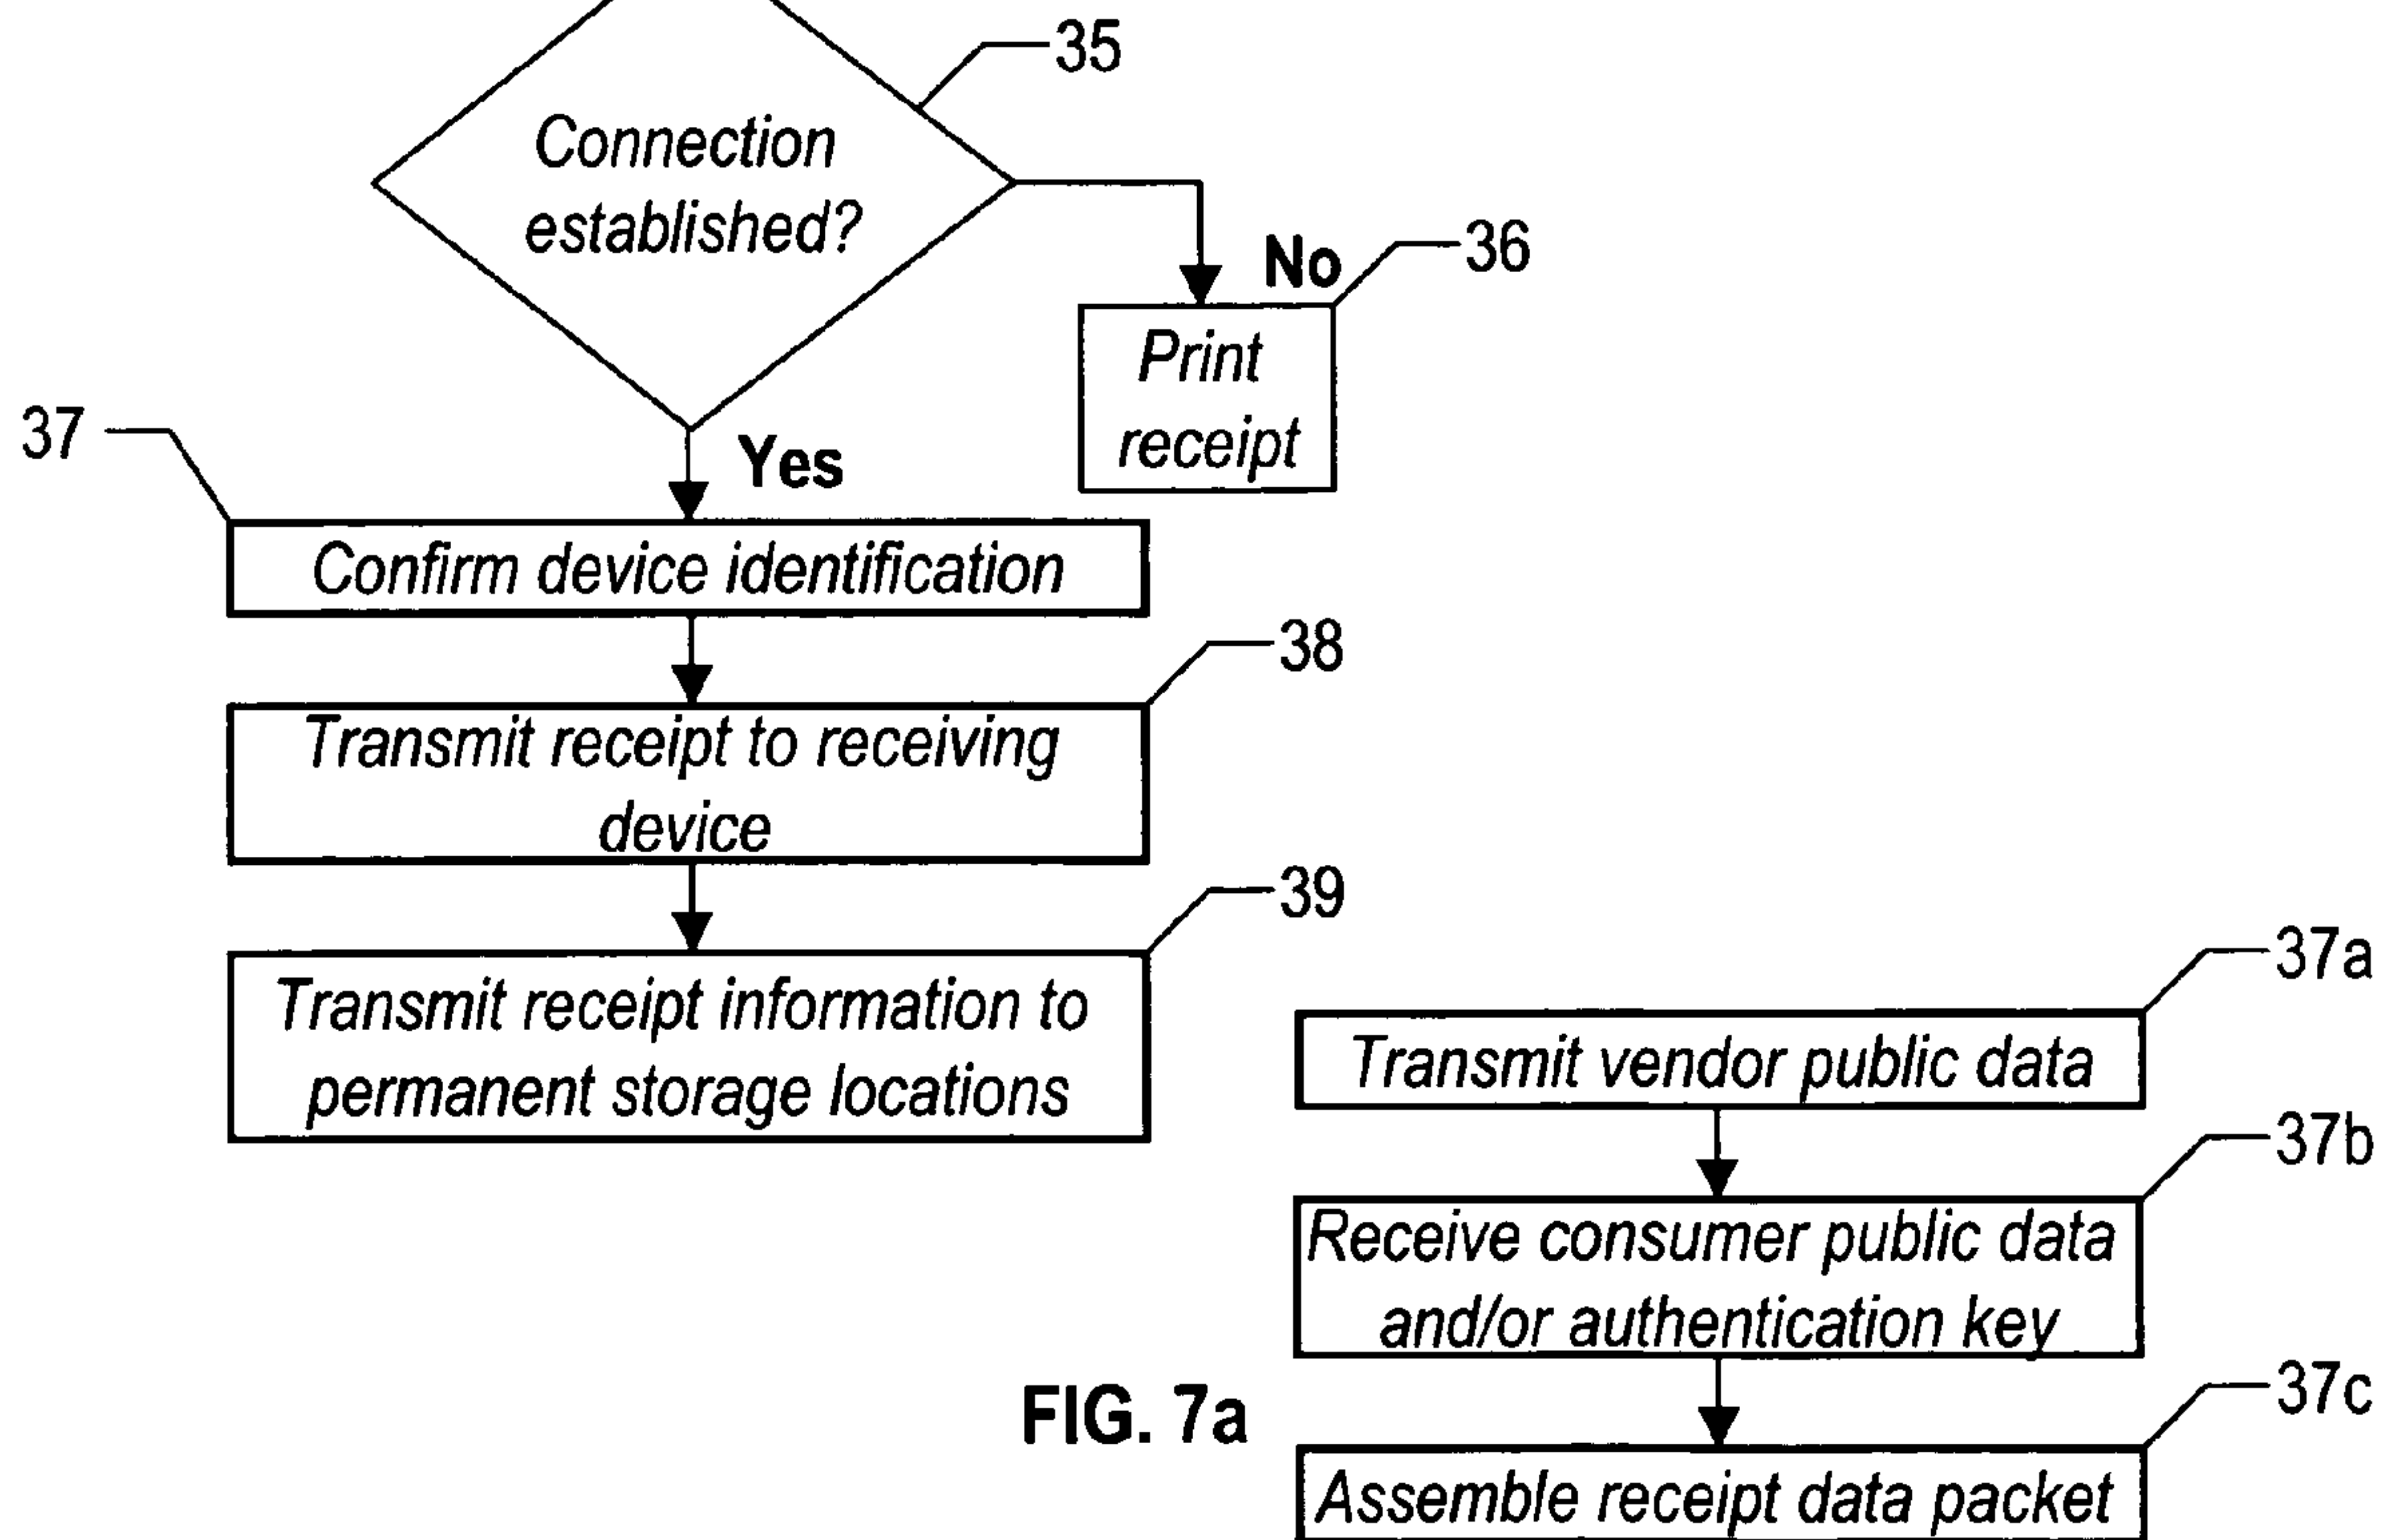 35
Connection
established?
No
36
Print
receipt
Yes
37
Confirm device identification
38
Transmit receipt to receiving
device
39
Transmit receipt information to
permanent storage locations
37a
Transmit vendor public data
37b
Receive consumer public data
and/or authentication key
37c
Assemble receipt data packet
FIG. 7a